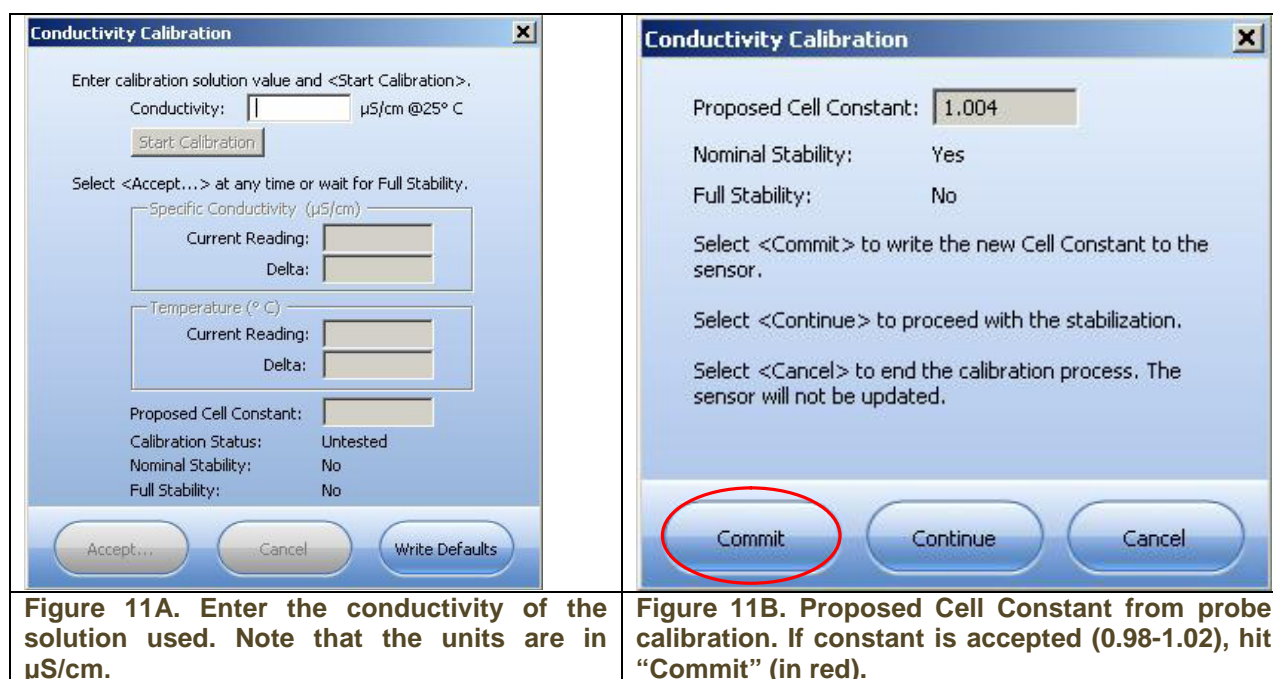 Conductivity Calibration
Enter calibration solution value and <Start Calibration>.
Conductivity: µS/cm @25° C
Start Calibration
Select <Accept...> at any time or wait for Full Stability.
Specific Conductivity (µS/cm)
Current Reading:
Delta:
Temperature (° C)
Current Reading:
Delta:
Proposed Cell Constant:
Calibration Status: Untested
Nominal Stability: No
Full Stability: No
Accept... Cancel Write Defaults
Figure 11A. Enter the conductivity of the
solution used. Note that the units are in
µS/cm.
Conductivity Calibration
Proposed Cell Constant: 1.004
Nominal Stability: Yes
Full Stability: No
Select <Commit> to write the new Cell Constant to the
sensor.
Select <Continue> to proceed with the stabilization.
Select <Cancel> to end the calibration process. The
sensor will not be updated.
Commit Continue Cancel
Figure 11B. Proposed Cell Constant from probe
calibration. If constant is accepted (0.98-1.02), hit
“Commit” (in red).